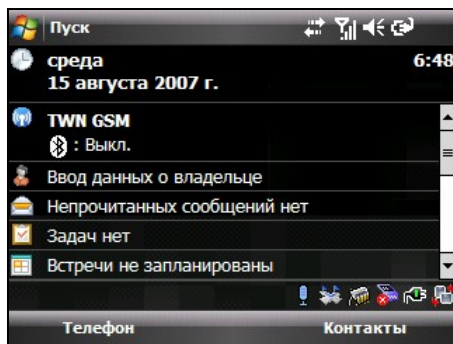 Пуск
среда 6:48
15 августа 2007 г.
TWN GSM
: Выкл.
Ввод данных о владельце
Непрочитанных сообщений нет
Задач нет
Встречи не запланированы
Телефон Контакты